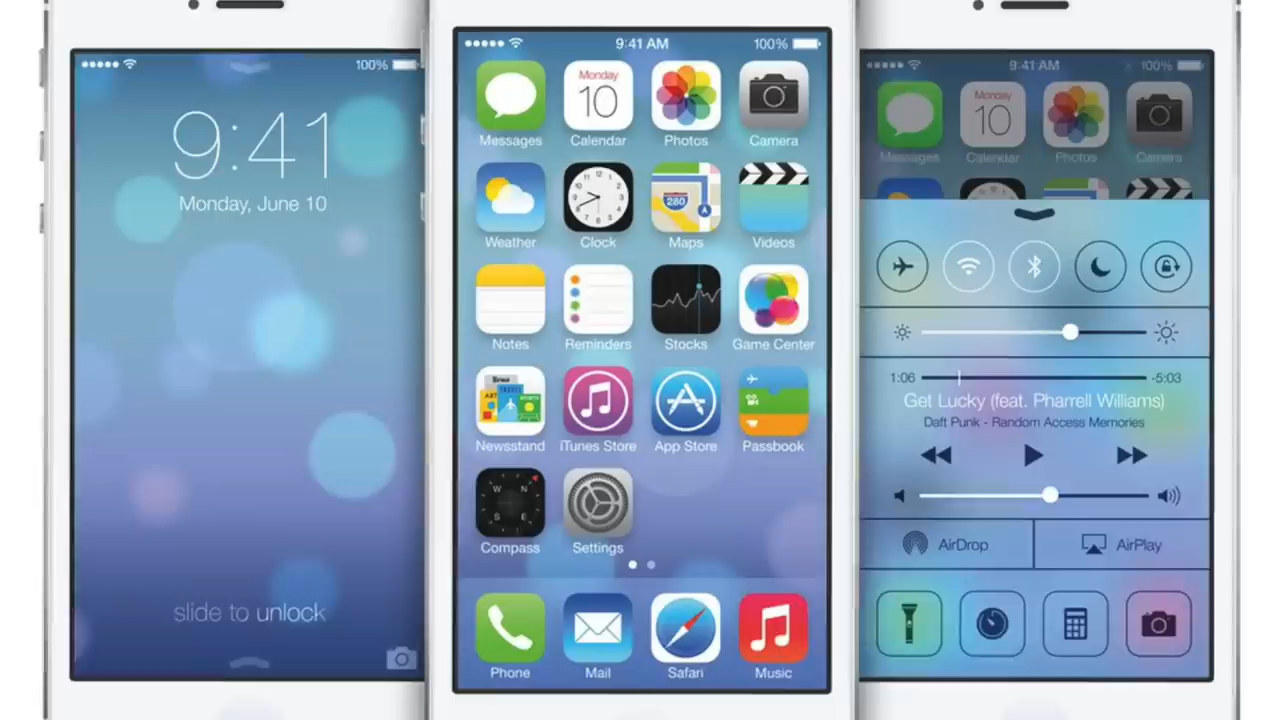 100%
9:41
Monday, June 10
slide to unlock
9:41 AM 100%
Monday
10
Messages Calendar Photos Camera
280
Weather Clock Maps Videos
Notes Reminders Stocks Game Center
ART TRAVEL SPORTS
Newsstand iTunes Store App Store Passbook
W N
S E
Compass Settings
Phone Mail Safari Music
9:41 AM 100%
Monday
10
Messages Calendar Photos Camera
1:06 -5:03
Get Lucky (feat. Pharrell Williams)
Daft Punk - Random Access Memories
AirDrop AirPlay